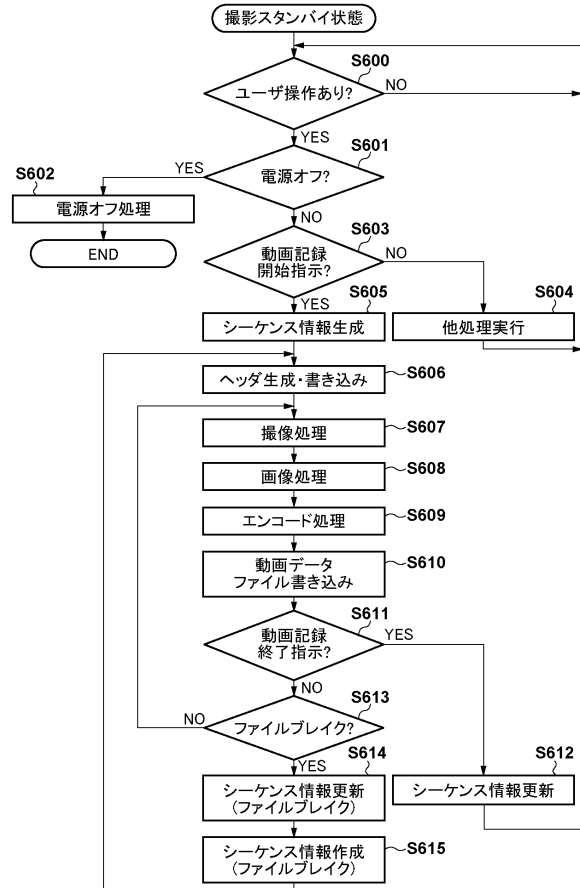 撮影スタンバイ状態
S600
ユーザ操作あり?
NO
YES
S601
電源オフ?
YES
S602
電源オフ処理
END
NO
S603
動画記録
開始指示?
NO
YES
S604
他処理実行
S605
シーケンス情報生成
ヘッダ生成・書き込み
S606
撮像処理
S607
画像処理
S608
エンコード処理
S609
動画データ
ファイル書き込み
S610
S611
動画記録
終了指示?
YES
NO
S613
ファイルブレイク?
NO
YES
S614
シーケンス情報更新
(ファイルブレイク)
S612
シーケンス情報更新
シーケンス情報作成
(ファイルブレイク)
S615